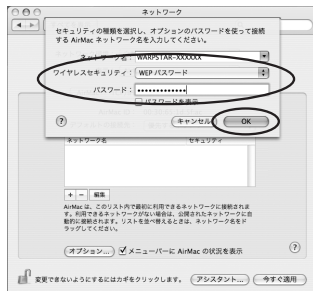 ネットワーク
セキュリティの種類を選択し、オプションのパスワードを使って接続
する AirMac ネットワーク名を入力してください。
ネットワーク名： WARPSTAR-XXXXXX
ワイヤレスセキュリティ： WEP パスワード
パスワード： •••••••••••••
パスワードを表示
? キャンセル OK
ネットワーク名 セキュリティ
+ − 編集
AirMac は、このリスト内で最初に利用できるネットワークに接続されま
す。利用できるネットワークがない場合は、公開されたネットワークに自
動的に接続されます。リストを並べ替えるときは、ネットワーク名をド
ラッグしてください。
オプション... メニューバーに AirMac の状況を表示 ?
変更できないようにするにはカギをクリックします。 アシスタント... 今すぐ適用